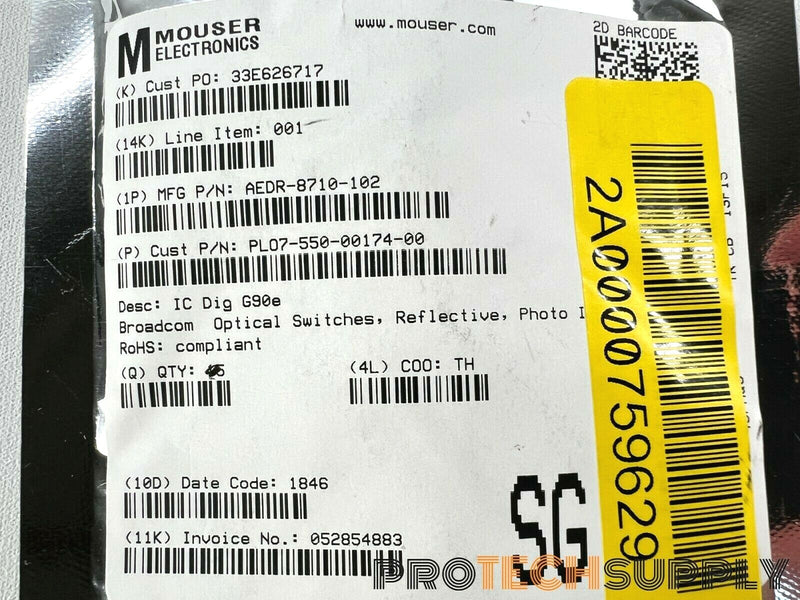 MOUSER
ELECTRONICS
www.mouser.com
2D BARCODE
(K) Cust PO: 33E626717
(14K) Line Item: 001
(1P) MFG P/N: AEDR-8710-102
(P) Cust P/N: PL07-550-00174-00
Desc: IC Dig G90e
Broadcom Optical Switches, Reflective, Photo I
RoHS: compliant
(Q) QTY:
(4L) COO: TH
(10D) Date Code: 1846
(11K) Invoice No.: 052854883
SG
2A0000759629
PROTECHSUPPLY